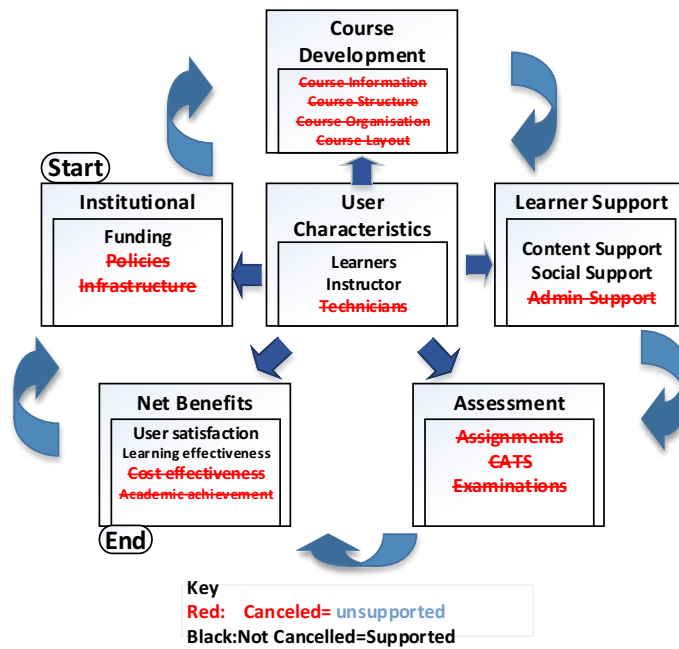 Course
Development
Course Information
Course Structure
Course Organisation
Course Layout
Start
Institutional
Funding
Policies
Infrastructure
User
Characteristics
Learners
Instructor
Technicians
Learner Support
Content Support
Social Support
Admin Support
Net Benefits
User satisfaction
Learning effectiveness
Cost effectiveness
Academic achievement
End
Assessment
Assignments
CATS
Examinations
Key
Red: Canceled= unsupported
Black:Not Cancelled=Supported